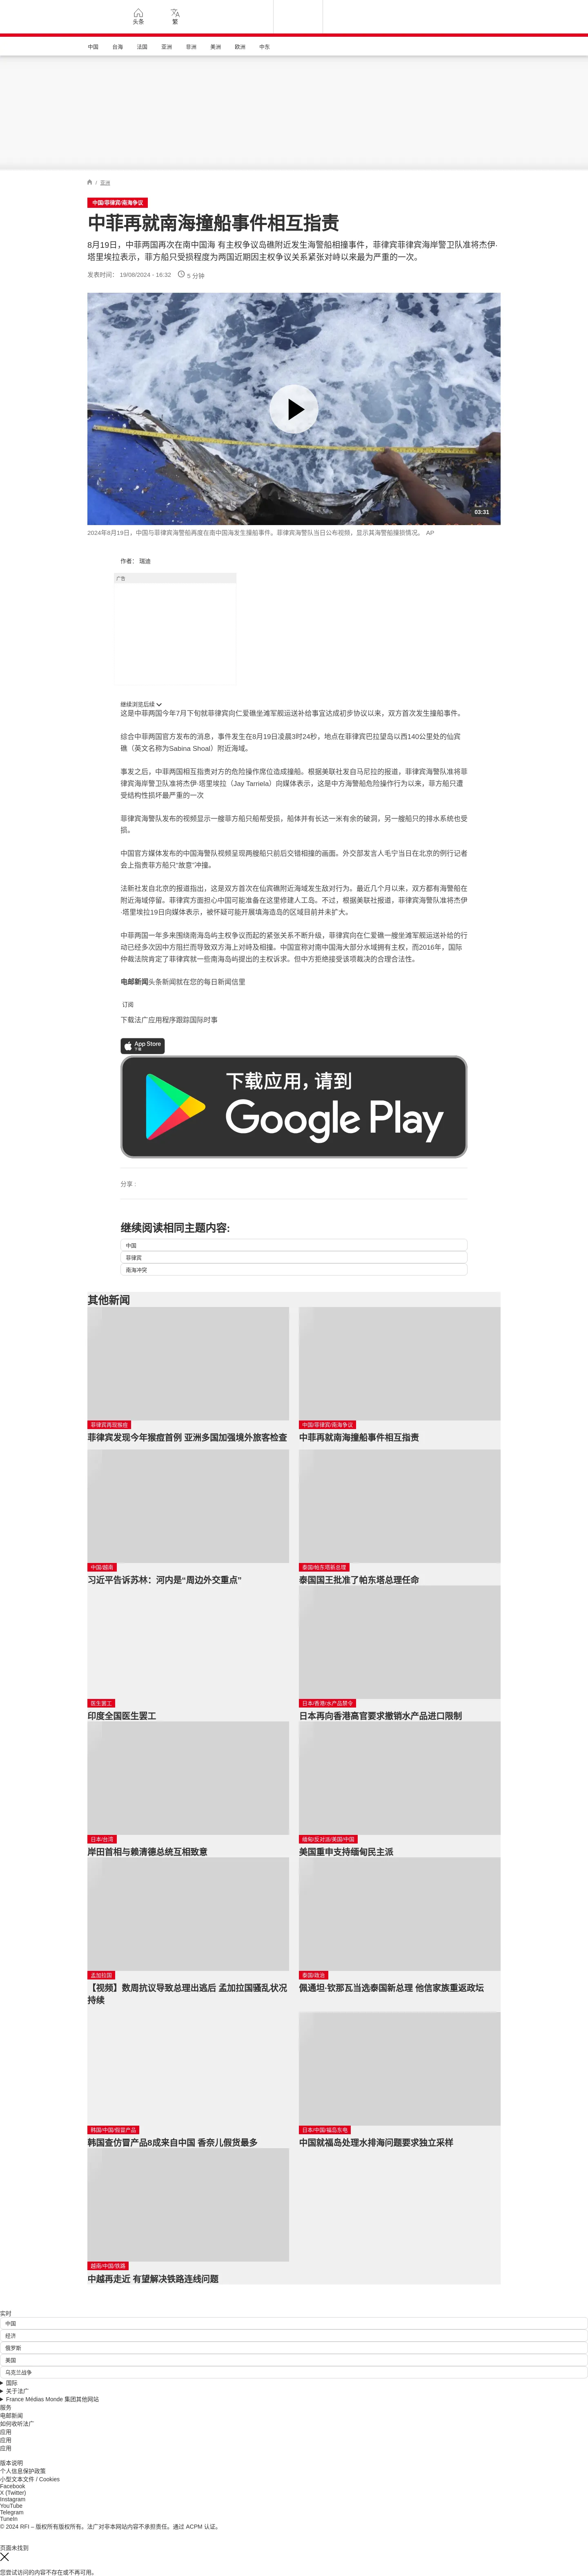 头条
繁
中国
台海
法国
亚洲
非洲
美洲
欧洲
中东
/ 亚洲
中国/菲律宾/南海争议
中菲再就南海撞船事件相互指责
8月19日，中菲两国再次在南中国海 有主权争议岛礁附近发生海警船相撞事件，菲律宾菲律宾海岸警卫队准将杰伊·
塔里埃埃拉表示，菲方船只受损程度为两国近期因主权争议关系紧张对峙以来最为严重的一次。
发表时间： 19/08/2024 - 16:32
5 分钟
03:31
2024年8月19日，中国与菲律宾海警船再度在南中国海发生撞船事件。菲律宾海警队当日公布视频，显示其海警船撞损情况。 AP
作者： 瑞迪
广告
继续浏览后续
这是中菲两国今年7月下旬就菲律宾向仁爱礁坐滩军舰运送补给事宜达成初步协议以来，双方首次发生撞船事件。
综合中菲两国官方发布的消息，事件发生在8月19日凌晨3时24秒，地点在菲律宾巴拉望岛以西140公里处的仙宾
礁（英文名称为Sabina Shoal）附近海域。
事发之后，中菲两国相互指责对方的危险操作席位造成撞船。根据美联社发自马尼拉的报道，菲律宾海警队准将菲
律宾海岸警卫队准将杰伊·塔里埃拉（Jay Tarriela）向媒体表示，这是中方海警船危险操作行为以来，菲方船只遭
受结构性损坏最严重的一次
菲律宾海警队发布的视频显示一艘菲方船只船帮受损，船体并有长达一米有余的破洞，另一艘船只的排水系统也受
损。
中国官方媒体发布的中国海警队视频呈现两艘船只前后交错相撞的画面。外交部发言人毛宁当日在北京的例行记者
会上指责菲方船只“故意”冲撞。
法新社发自北京的报道指出，这是双方首次在仙宾礁附近海域发生敌对行为。最近几个月以来，双方都有海警船在
附近海域停留。菲律宾方面担心中国可能准备在这里修建人工岛。不过，根据美联社报道，菲律宾海警队准将杰伊
·塔里埃拉19日向媒体表示，被怀疑可能开展填海造岛的区域目前并未扩大。
中菲两国一年多来围绕南海岛屿主权争议而起的紧张关系不断升级，菲律宾向在仁爱礁一艘坐滩军舰运送补给的行
动已经多次因中方阻拦而导致双方海上对峙及相撞。中国宣称对南中国海大部分水域拥有主权，而2016年，国际
仲裁法院肯定了菲律宾就一些南海岛屿提出的主权诉求。但中方拒绝接受该项裁决的合理合法性。
电邮新闻头条新闻就在您的每日新闻信里
订阅
下载法广应用程序跟踪国际时事
App Store
下载
下载应用，请到
Google Play
分享 :
继续阅读相同主题内容:
中国
菲律宾
南海冲突
其他新闻
菲律宾再现猴痘
菲律宾发现今年猴痘首例 亚洲多国加强境外旅客检查
中国/菲律宾/南海争议
中菲再就南海撞船事件相互指责
中国/越南
习近平告诉苏林：河内是“周边外交重点”
泰国/帕东塔新总理
泰国国王批准了帕东塔总理任命
医生罢工
印度全国医生罢工
日本/香港/水产品禁令
日本再向香港高官要求撤销水产品进口限制
日本/台湾
岸田首相与赖清德总统互相致意
缅甸/反对派/美国/中国
美国重申支持缅甸民主派
孟加拉国
【视频】数周抗议导致总理出逃后 孟加拉国骚乱状况
持续
泰国/政治
佩通坦·钦那瓦当选泰国新总理 他信家族重返政坛
韩国/中国/假冒产品
韩国查仿冒产品8成来自中国 香奈儿假货最多
日本/中国/福岛东电
中国就福岛处理水排海问题要求独立采样
越南/中国/铁路
中越再走近 有望解决铁路连线问题
实时
中国
经济
俄罗斯
美国
乌克兰战争
国际
关于法广
France Médias Monde 集团其他网站
服务
电邮新闻
如何收听法广
应用
应用
应用
版本说明
个人信息保护政策
小型文本文件 / Cookies
Facebook
X (Twitter)
Instagram
YouTube
Telegram
TuneIn
© 2024 RFI – 版权所有版权所有。法广对非本网站内容不承担责任。通过 ACPM 认证。
页面未找到
您尝试访问的内容不存在或不再可用。